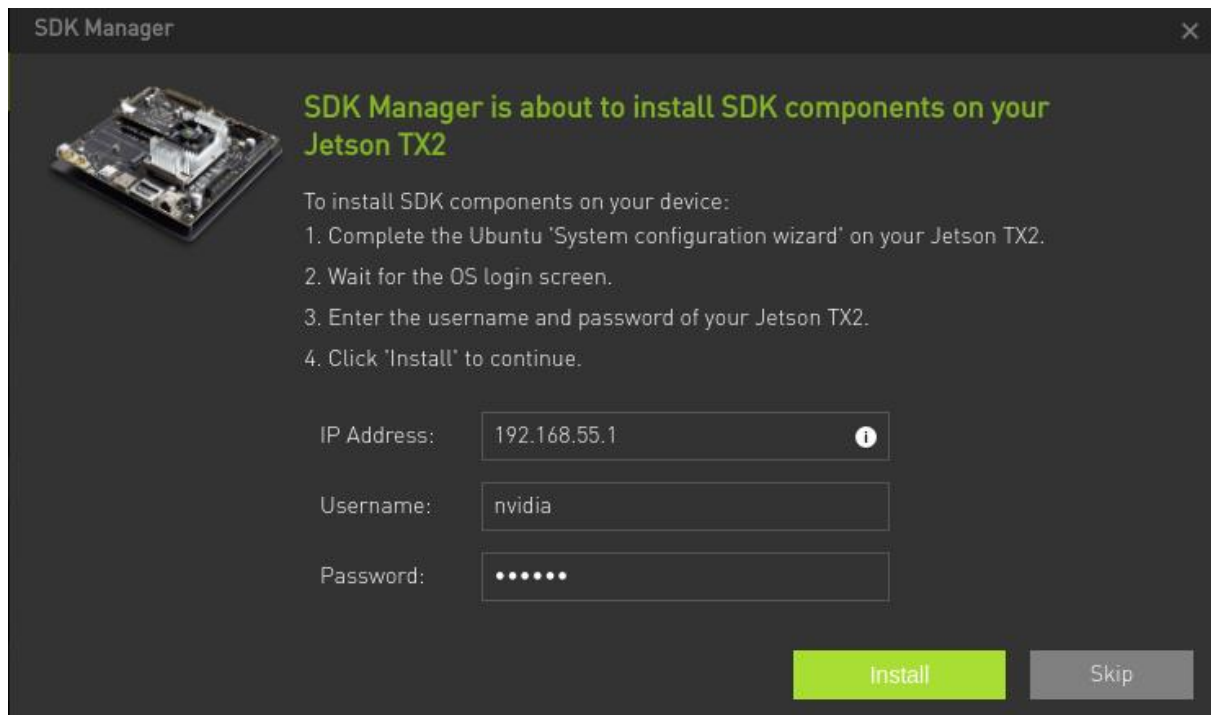 SDK Manager
SDK Manager is about to install SDK components on your
Jetson TX2
To install SDK components on your device:
1. Complete the Ubuntu 'System configuration wizard' on your Jetson TX2.
2. Wait for the OS login screen.
3. Enter the username and password of your Jetson TX2.
4. Click 'Install' to continue.
IP Address: 192.168.55.1
Username: nvidia
Password: ••••••
Install Skip